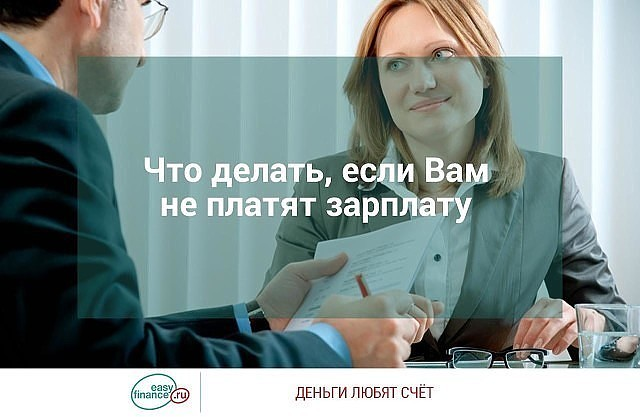 Что делать, если Вам
не платят зарплату
easy
finance.ru
ДЕНЬГИ ЛЮБЯТ СЧЁТ